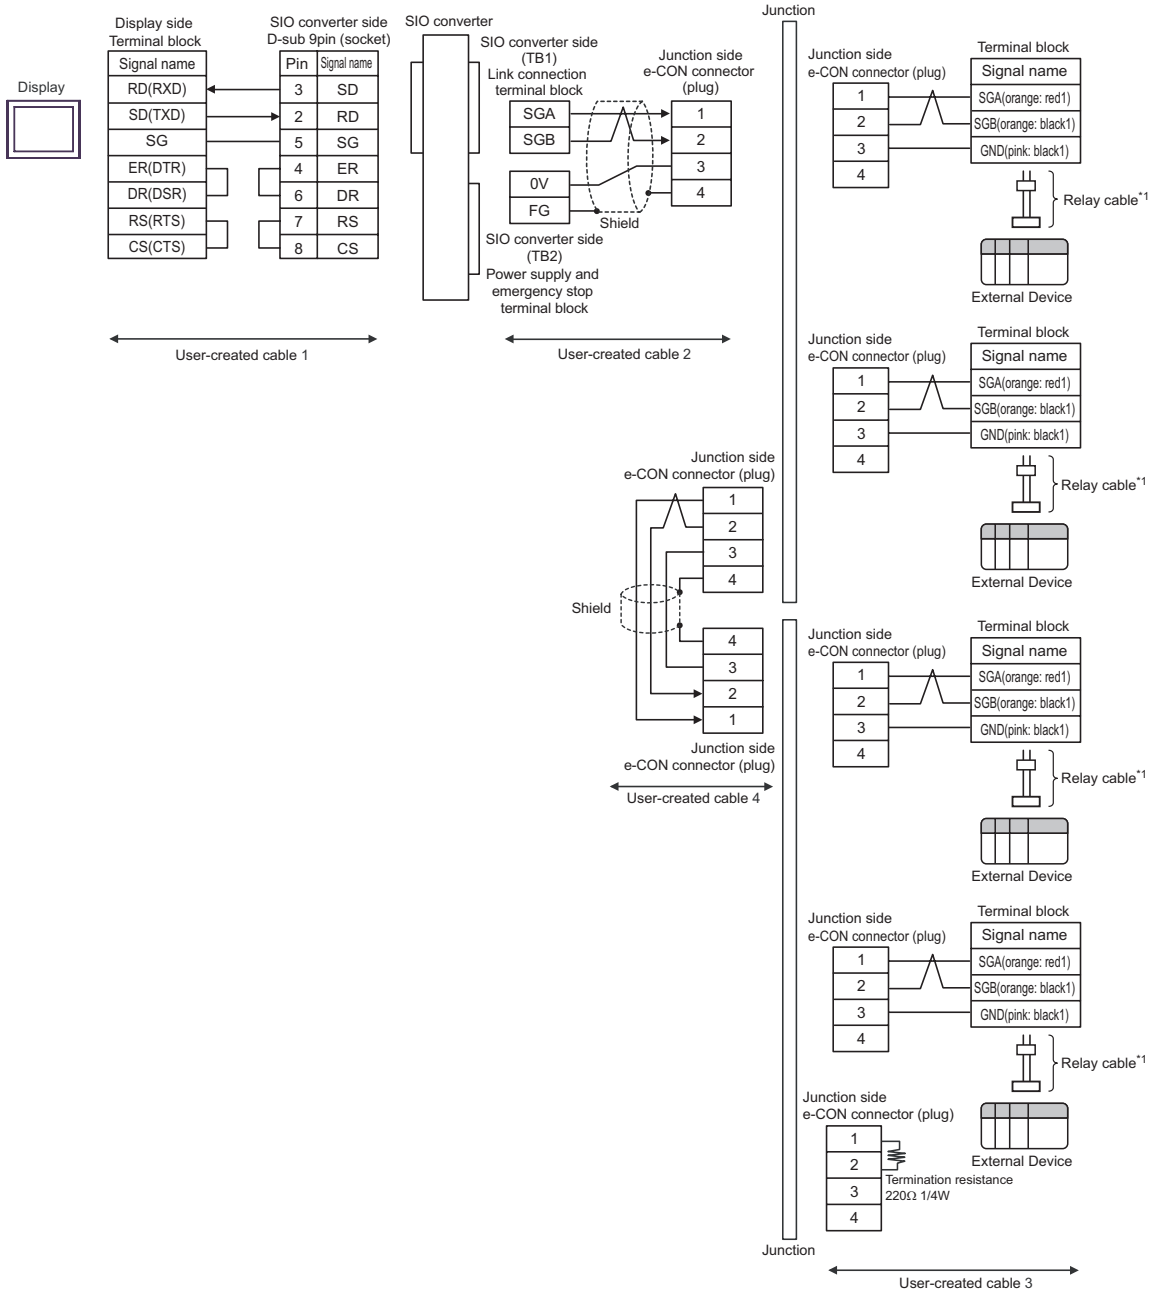 Display
Display side
Terminal block
Signal name
RD(RXD)
SD(TXD)
SG
ER(DTR)
DR(DSR)
RS(RTS)
CS(CTS)
SIO converter side
D-sub 9pin (socket)
Pin Signal name
3 SD
2 RD
5 SG
4 ER
6 DR
7 RS
8 CS
User-created cable 1
SIO converter
SIO converter side
(TB1)
Link connection
terminal block
SGA
SGB
0V
FG
SIO converter side
(TB2)
Power supply and
emergency stop
terminal block
Shield
Junction side
e-CON connector
(plug)
1
2
3
4
User-created cable 2
Junction side
e-CON connector (plug)
1
2
3
4
Shield
4
3
2
1
Junction side
e-CON connector (plug)
User-created cable 4
Junction
Junction side
e-CON connector (plug)
1
2
3
4
Terminal block
Signal name
SGA(orange: red1)
SGB(orange: black1)
GND(pink: black1)
Relay cable*1
External Device
Junction side
e-CON connector (plug)
1
2
3
4
Terminal block
Signal name
SGA(orange: red1)
SGB(orange: black1)
GND(pink: black1)
Relay cable*1
External Device
Junction side
e-CON connector (plug)
1
2
3
4
Terminal block
Signal name
SGA(orange: red1)
SGB(orange: black1)
GND(pink: black1)
Relay cable*1
External Device
Junction side
e-CON connector (plug)
1
2
3
4
Terminal block
Signal name
SGA(orange: red1)
SGB(orange: black1)
GND(pink: black1)
Relay cable*1
External Device
Junction side
e-CON connector (plug)
1
2
3
4
Termination resistance
220Ω 1/4W
Junction
User-created cable 3